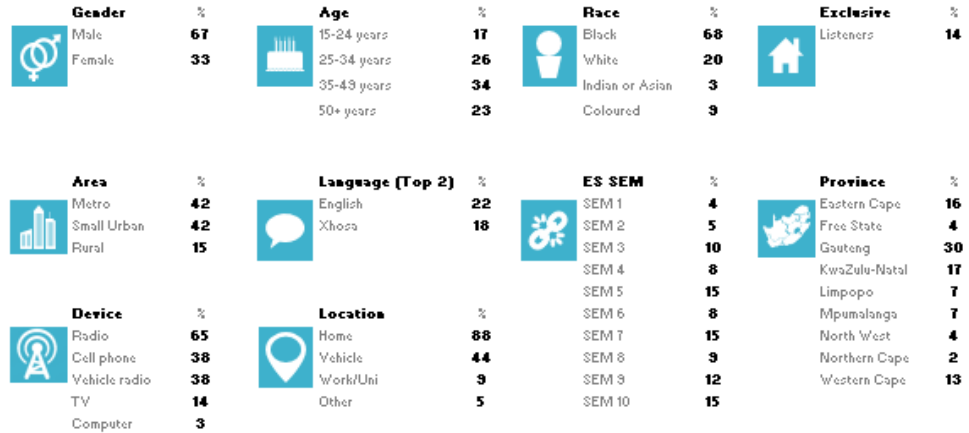 Gender %
Male 67
Female 33
Age %
15-24 years 17
25-34 years 26
35-49 years 34
50+ years 23
Race %
Black 68
White 20
Indian or Asian 3
Coloured 9
Exclusive %
Listeners 14
Area %
Metro 42
Small Urban 42
Rural 15
Language (Top 2) %
English 22
Xhosa 18
ES SEM %
SEM 1 4
SEM 2 5
SEM 3 10
SEM 4 8
SEM 5 15
SEM 6 8
SEM 7 15
SEM 8 9
SEM 9 12
SEM 10 15
Province %
Eastern Cape 16
Free State 4
Gauteng 30
KwaZulu-Natal 17
Limpopo 7
Mpumalanga 7
North West 4
Northern Cape 2
Western Cape 13
Device %
Radio 65
Cell phone 38
Vehicle radio 38
TV 14
Computer 3
Location %
Home 88
Vehicle 44
Work/Uni 9
Other 5